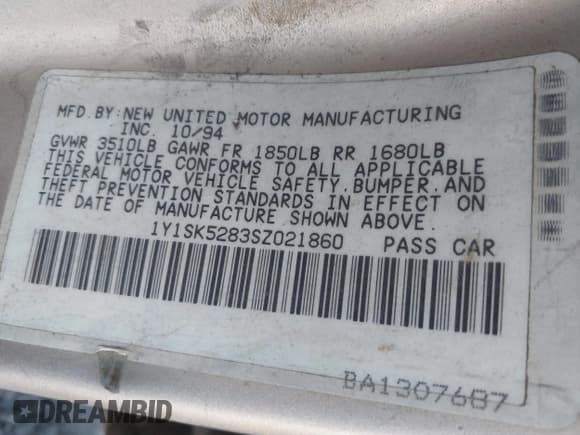 MFD.BY:NEW UNITED MOTOR MANUFACTURING
INC. 10/94
GVWR 3510LB GAWR FR 1850LB RR 1680LB
THIS VEHICLE CONFORMS TO ALL APPLICABLE
FEDERAL MOTOR VEHICLE SAFETY,BUMPER,AND
THEFT PREVENTION STANDARDS IN EFFECT ON
THE DATE OF MANUFACTURE SHOWN ABOVE.
1Y1SK5283SZ021860 PASS CAR
BA1307687
DREAMBID